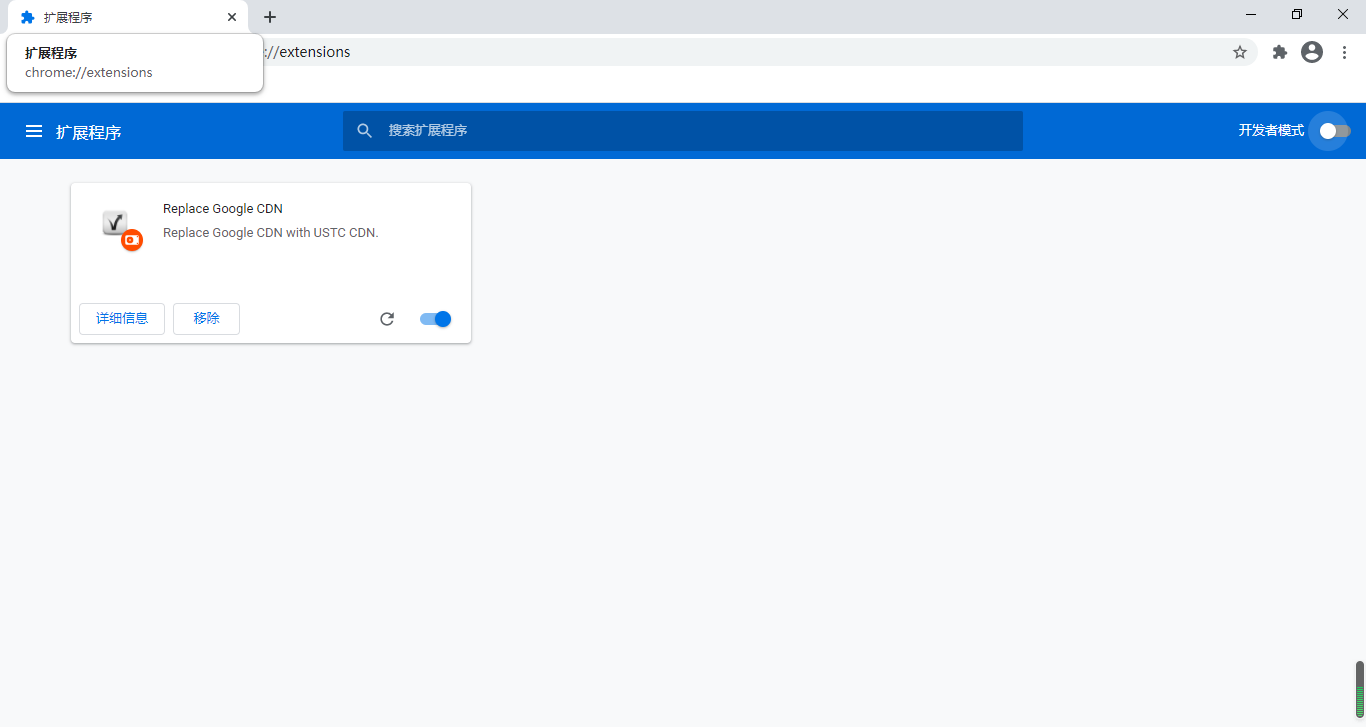 扩展程序
扩展程序
chrome://extensions
://extensions
扩展程序
搜索扩展程序
开发者模式
Replace Google CDN
Replace Google CDN with USTC CDN.
详细信息
移除